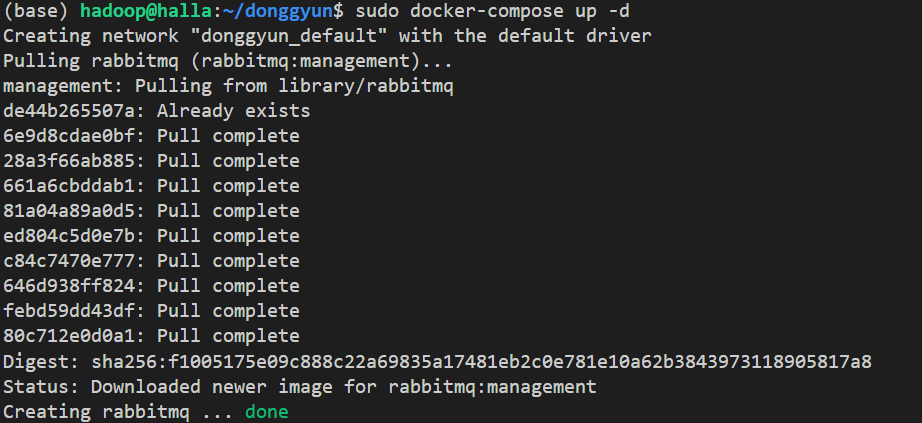 (base) hadoop@halla:~/donggyun$ sudo docker-compose up -d
Creating network "donggyun_default" with the default driver
Pulling rabbitmq (rabbitmq:management)...
management: Pulling from library/rabbitmq
de44b265507a: Already exists
6e9d8cdae0bf: Pull complete
28a3f66ab885: Pull complete
661a6cbddab1: Pull complete
81a04a89a0d5: Pull complete
ed804c5d0e7b: Pull complete
c84c7470e777: Pull complete
646d938ff824: Pull complete
febd59dd43df: Pull complete
80c712e0d0a1: Pull complete
Digest: sha256:f1005175e09c888c22a69835a17481eb2c0e781e10a62b3843973118905817a8
Status: Downloaded newer image for rabbitmq:management
Creating rabbitmq ... done